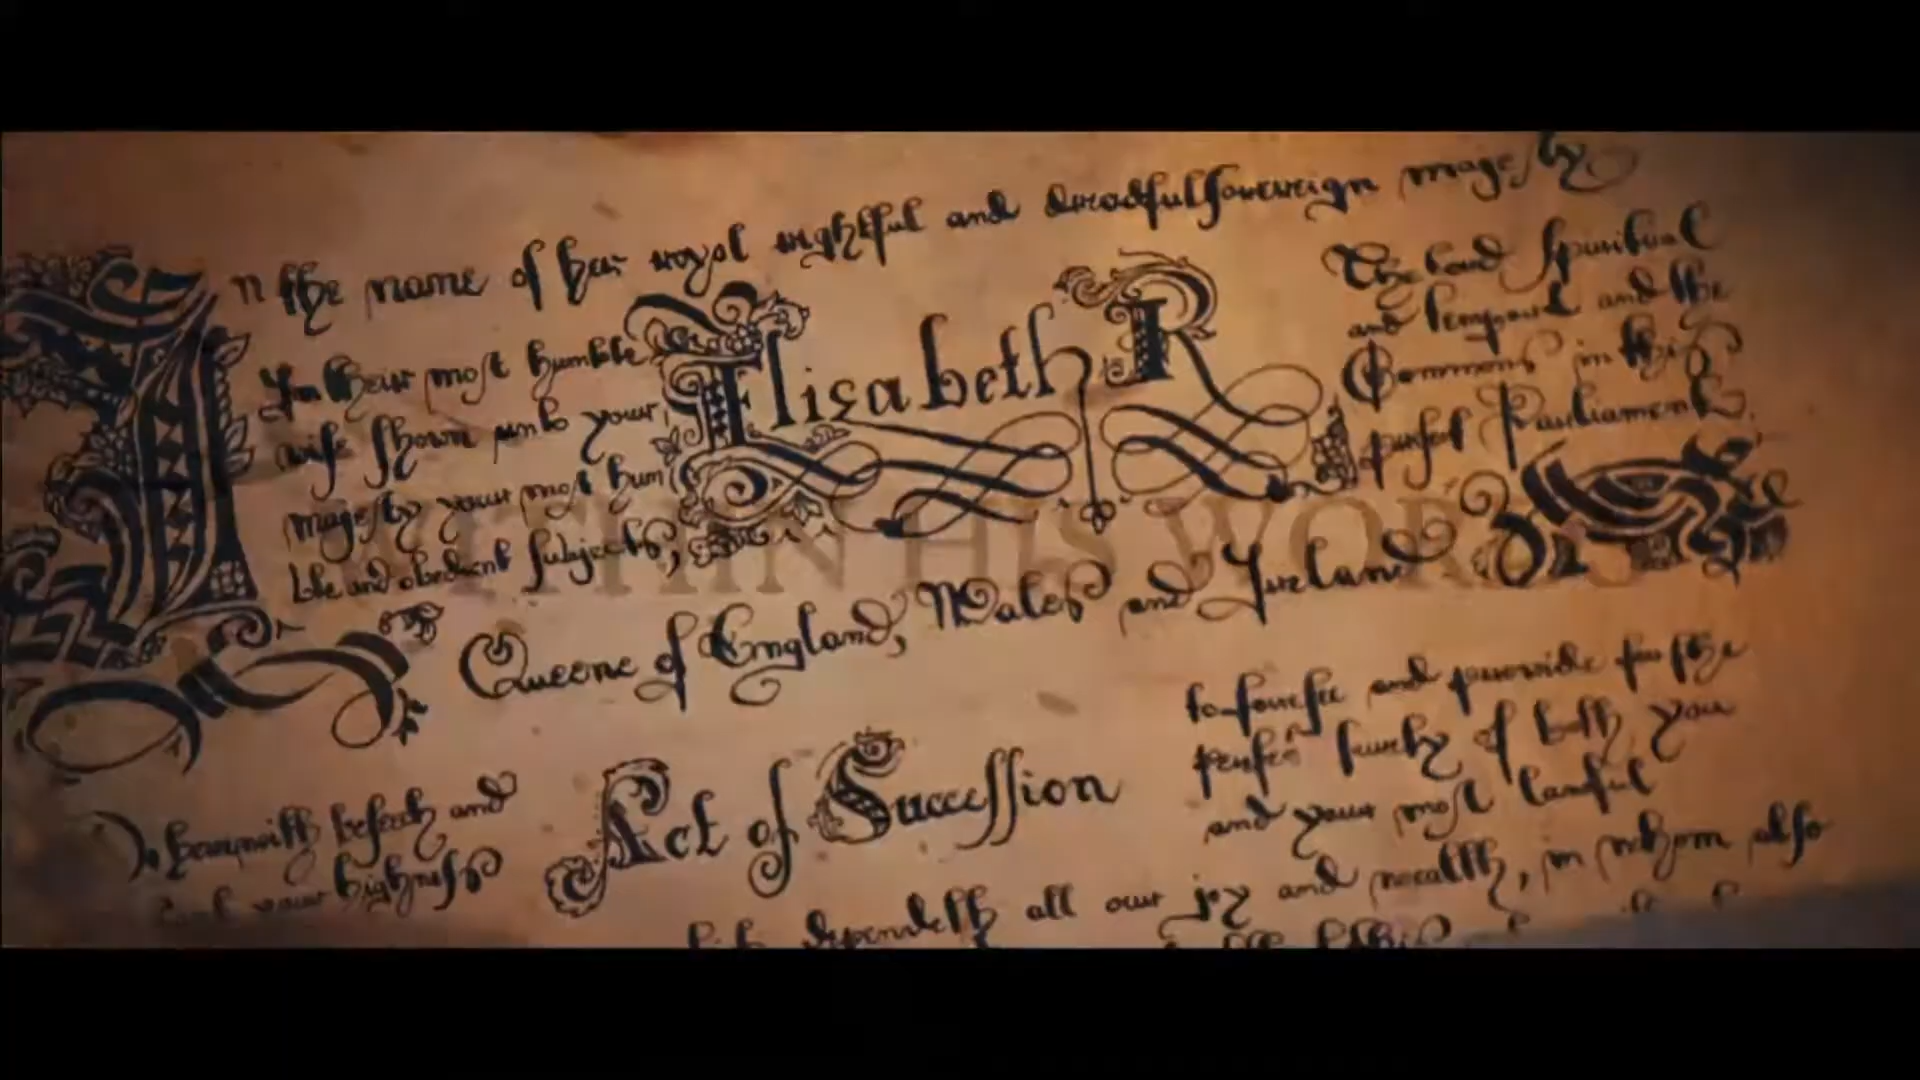 In the name of her royal rightful and dreadful sovereign majesty
In their most humble
wise shown unto your
majesty your most hum
ble and obedient subjects,
Elisabeth R
The Lord Spiritual
and Temporal and the
Commons in this
present Parliament.
WITHIN HIS WORDS
Queene of England, Wales and Ireland
Act of Succession
Do herewith beseech and
your highness
to foresee and provide for the
perfect surety of both you
and your most lawful
dependeth all our joy and wealth, in whom also